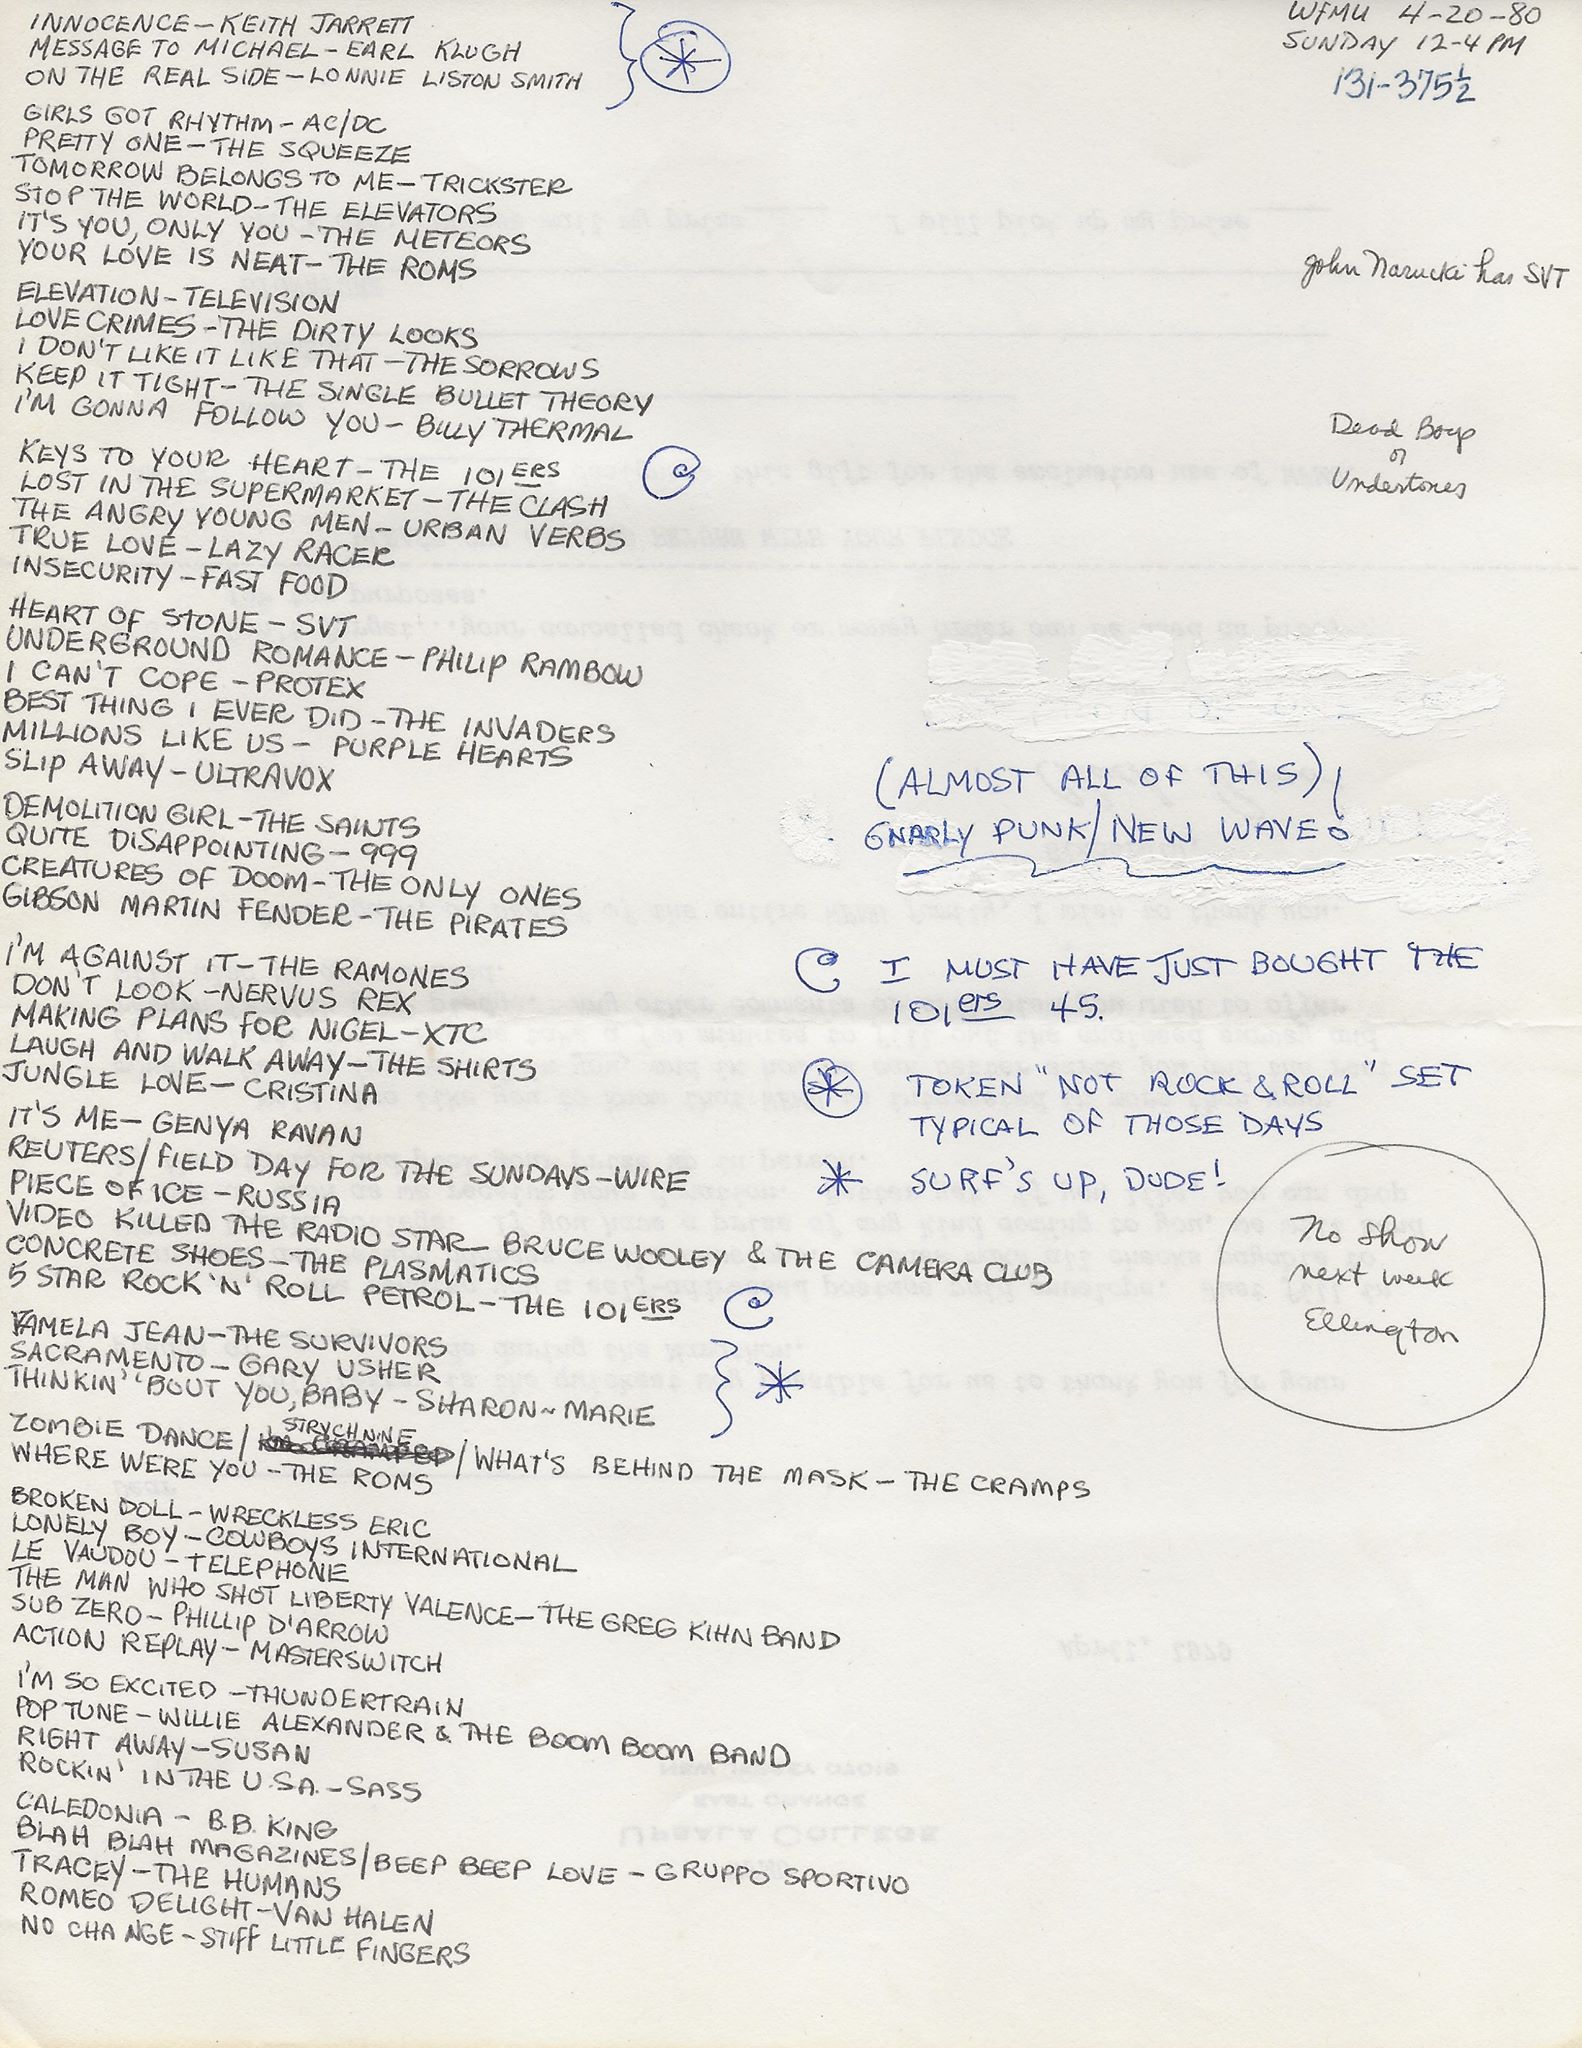 INNOCENCE – KEITH JARRETT
MESSAGE TO MICHAEL – EARL KLUGH
ON THE REAL SIDE – LONNIE LISTON SMITH
WFMU 4-20-80
SUNDAY 12-4 PM
131-375½
GIRLS GOT RHYTHM – AC/DC
PRETTY ONE – THE SQUEEZE
TOMORROW BELONGS TO ME – TRICKSTER
STOP THE WORLD – THE ELEVATORS
IT'S YOU, ONLY YOU – THE METEORS
YOUR LOVE IS NEAT – THE ROMS
John Narucki has SVT
ELEVATION – TELEVISION
LOVE CRIMES – THE DIRTY LOOKS
I DON'T LIKE IT LIKE THAT – THE SORROWS
KEEP IT TIGHT – THE SINGLE BULLET THEORY
I'M GONNA FOLLOW YOU – BILLY THERMAL
Dead Boys
or
Undertones
KEYS TO YOUR HEART – THE 101ERS
LOST IN THE SUPERMARKET – THE CLASH
THE ANGRY YOUNG MEN – URBAN VERBS
TRUE LOVE – LAZY RACER
INSECURITY – FAST FOOD
HEART OF STONE – SVT
UNDERGROUND ROMANCE – PHILIP RAMBOW
I CAN'T COPE – PROTEX
BEST THING I EVER DID – THE INVADERS
MILLIONS LIKE US – PURPLE HEARTS
SLIP AWAY – ULTRAVOX
(ALMOST ALL OF THIS)
GNARLY PUNK/NEW WAVE!
DEMOLITION GIRL – THE SAINTS
QUITE DISAPPOINTING – 999
CREATURES OF DOOM – THE ONLY ONES
GIBSON MARTIN FENDER – THE PIRATES
I'M AGAINST IT – THE RAMONES
DON'T LOOK – NERVUS REX
MAKING PLANS FOR NIGEL – XTC
LAUGH AND WALK AWAY – THE SHIRTS
JUNGLE LOVE – CRISTINA
I MUST HAVE JUST BOUGHT THE
101ers 45.
* TOKEN "NOT ROCK & ROLL" SET
TYPICAL OF THOSE DAYS
* SURF'S UP, DUDE!
IT'S ME – GENYA RAVAN
REUTERS/FIELD DAY FOR THE SUNDAYS – WIRE
PIECE OF ICE – RUSSIA
VIDEO KILLED THE RADIO STAR – BRUCE WOOLEY & THE CAMERA CLUB
CONCRETE SHOES – THE PLASMATICS
5 STAR ROCK 'N' ROLL PETROL – THE 101ERS
No show
next week
Ellington
PAMELA JEAN – THE SURVIVORS
SACRAMENTO – GARY USHER
THINKIN' 'BOUT YOU, BABY – SHARON ~ MARIE
ZOMBIE DANCE/STRYCHNINE/WHAT'S BEHIND THE MASK – THE CRAMPS
WHERE WERE YOU – THE ROMS
BROKEN DOLL – WRECKLESS ERIC
LONELY BOY – COWBOYS INTERNATIONAL
LE VAUDOU – TELEPHONE
THE MAN WHO SHOT LIBERTY VALENCE – THE GREG KIHN BAND
SUB ZERO – PHILLIP D'ARROW
ACTION REPLAY – MASTERSWITCH
I'M SO EXCITED – THUNDERTRAIN
POP TUNE – WILLIE ALEXANDER & THE BOOM BOOM BAND
RIGHT AWAY – SUSAN
ROCKIN' IN THE U.S.A. – SASS
CALEDONIA – B.B. KING
BLAH BLAH MAGAZINES/BEEP BEEP LOVE – GRUPPO SPORTIVO
TRACEY – THE HUMANS
ROMEO DELIGHT – VAN HALEN
NO CHANGE – STIFF LITTLE FINGERS